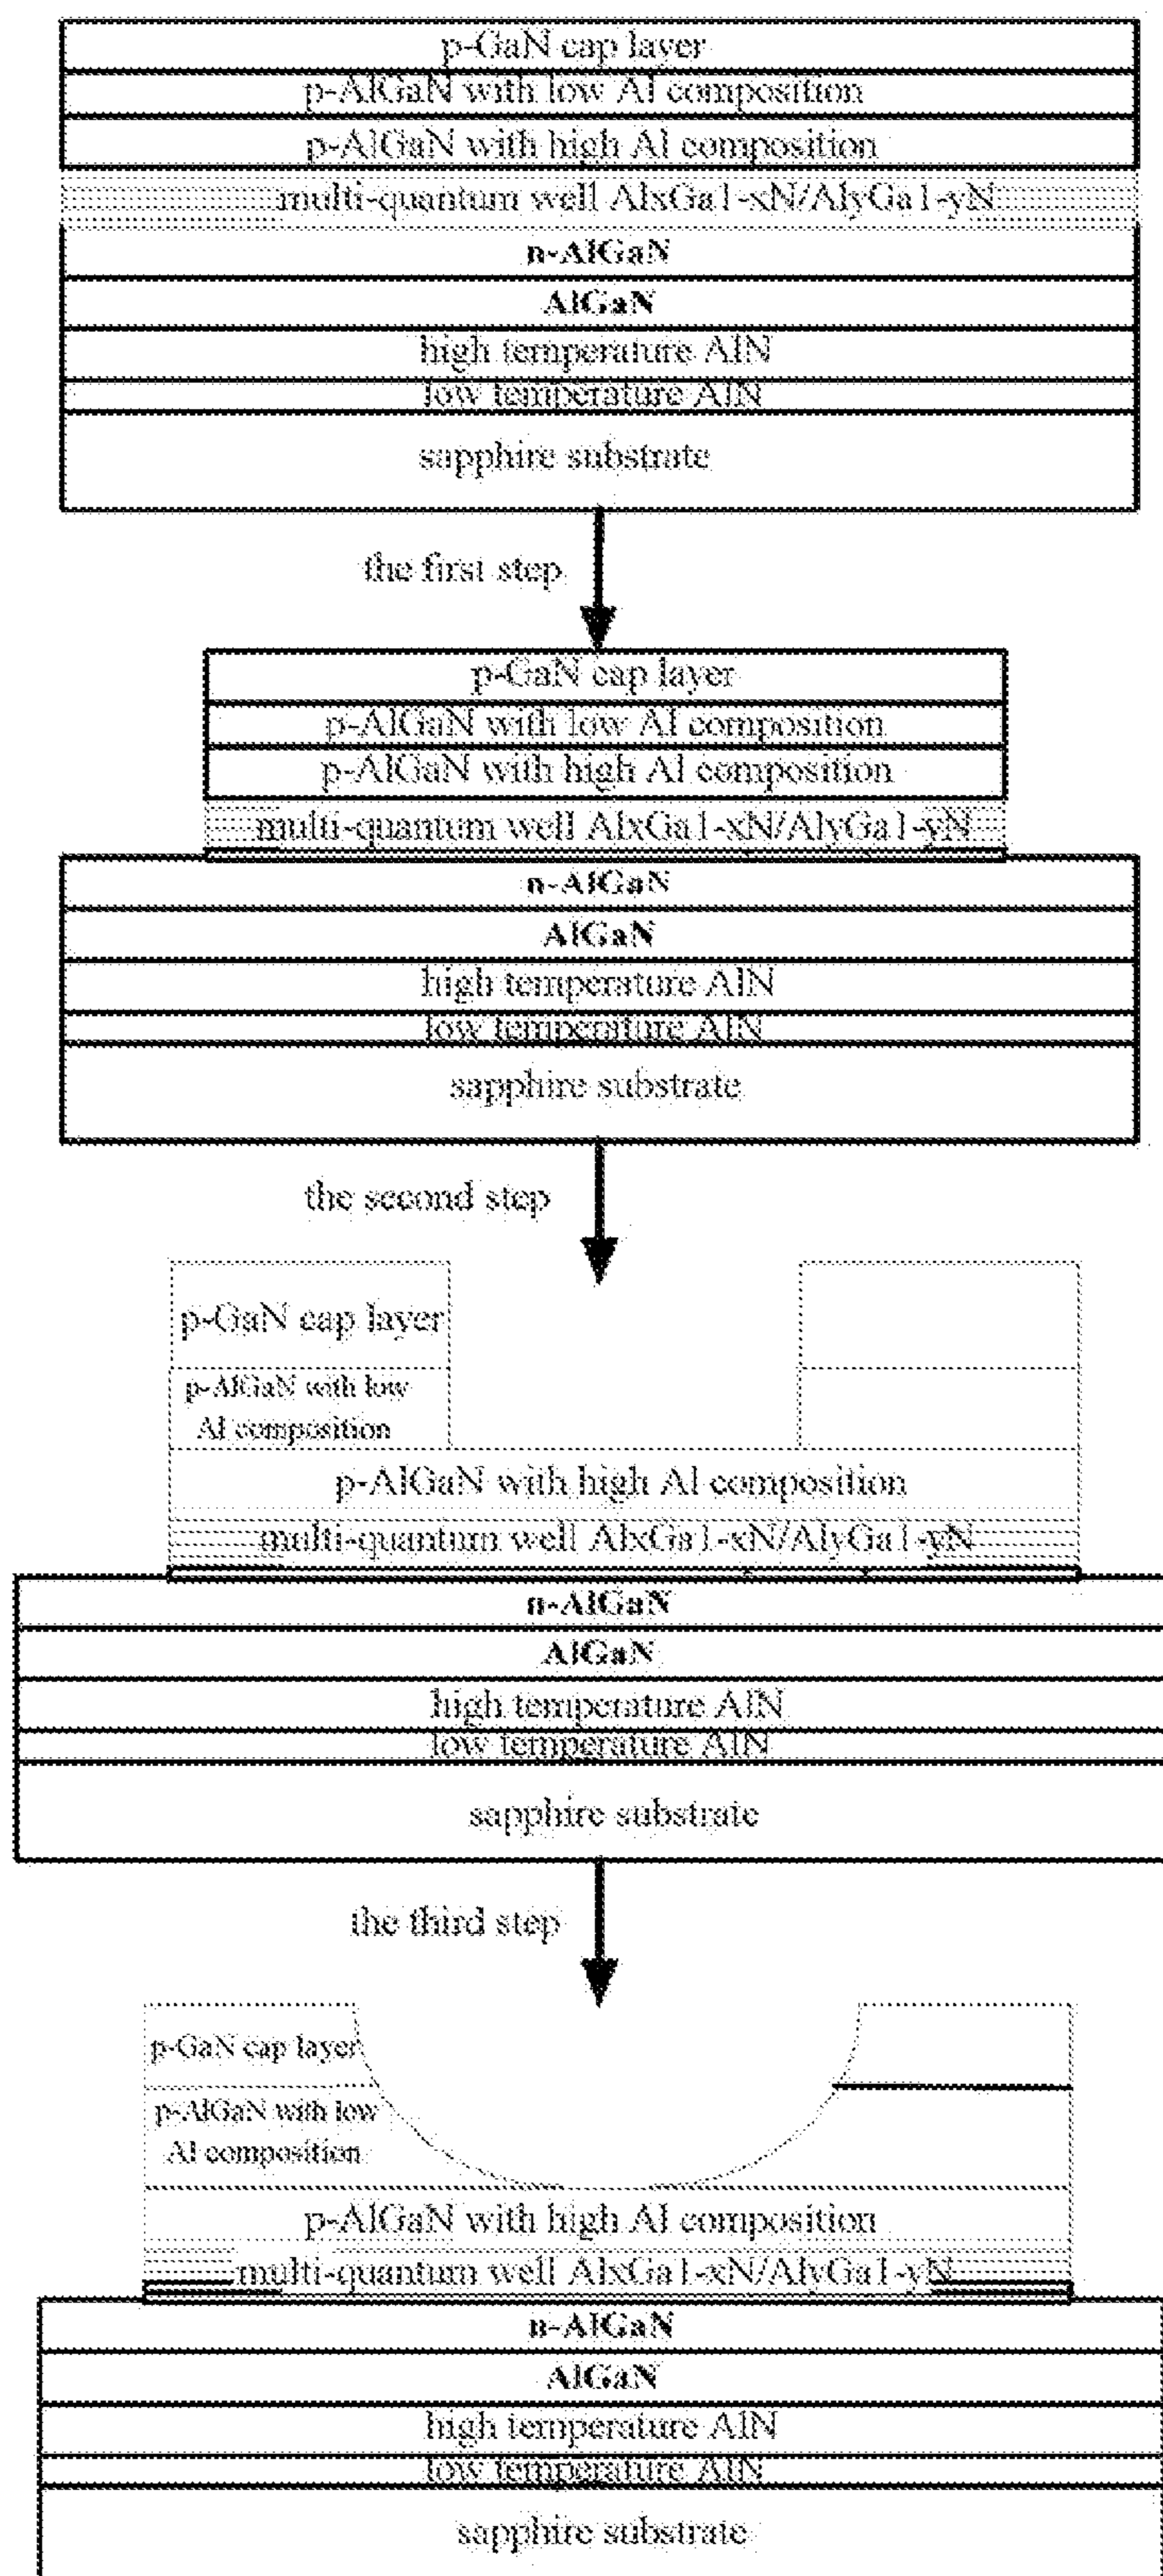 p-GaN cap layer
p-AlGaN with low Al composition
p-AlGaN with high Al composition
multi-quantum well AlxGa1-xN/AlyGa1-yN
n-AlGaN
AlGaN
high temperature AlN
low temperature AlN
sapphire substrate
the first step
p-GaN cap layer
p-AlGaN with low Al composition
p-AlGaN with high Al composition
multi-quantum well AlxGa1-xN/AlyGa1-yN
n-AlGaN
AlGaN
high temperature AlN
low temperature AlN
sapphire substrate
the second step
p-GaN cap layer
p-AlGaN with low
Al composition
p-AlGaN with high Al composition
multi-quantum well AlxGa1-xN/AlyGa1-yN
n-AlGaN
AlGaN
high temperature AlN
low temperature AlN
sapphire substrate
the third step
p-GaN cap layer
p-AlGaN with low
Al composition
p-AlGaN with high Al composition
multi-quantum well AlxGa1-xN/AlyGa1-yN
n-AlGaN
AlGaN
high temperature AlN
low temperature AlN
sapphire substrate